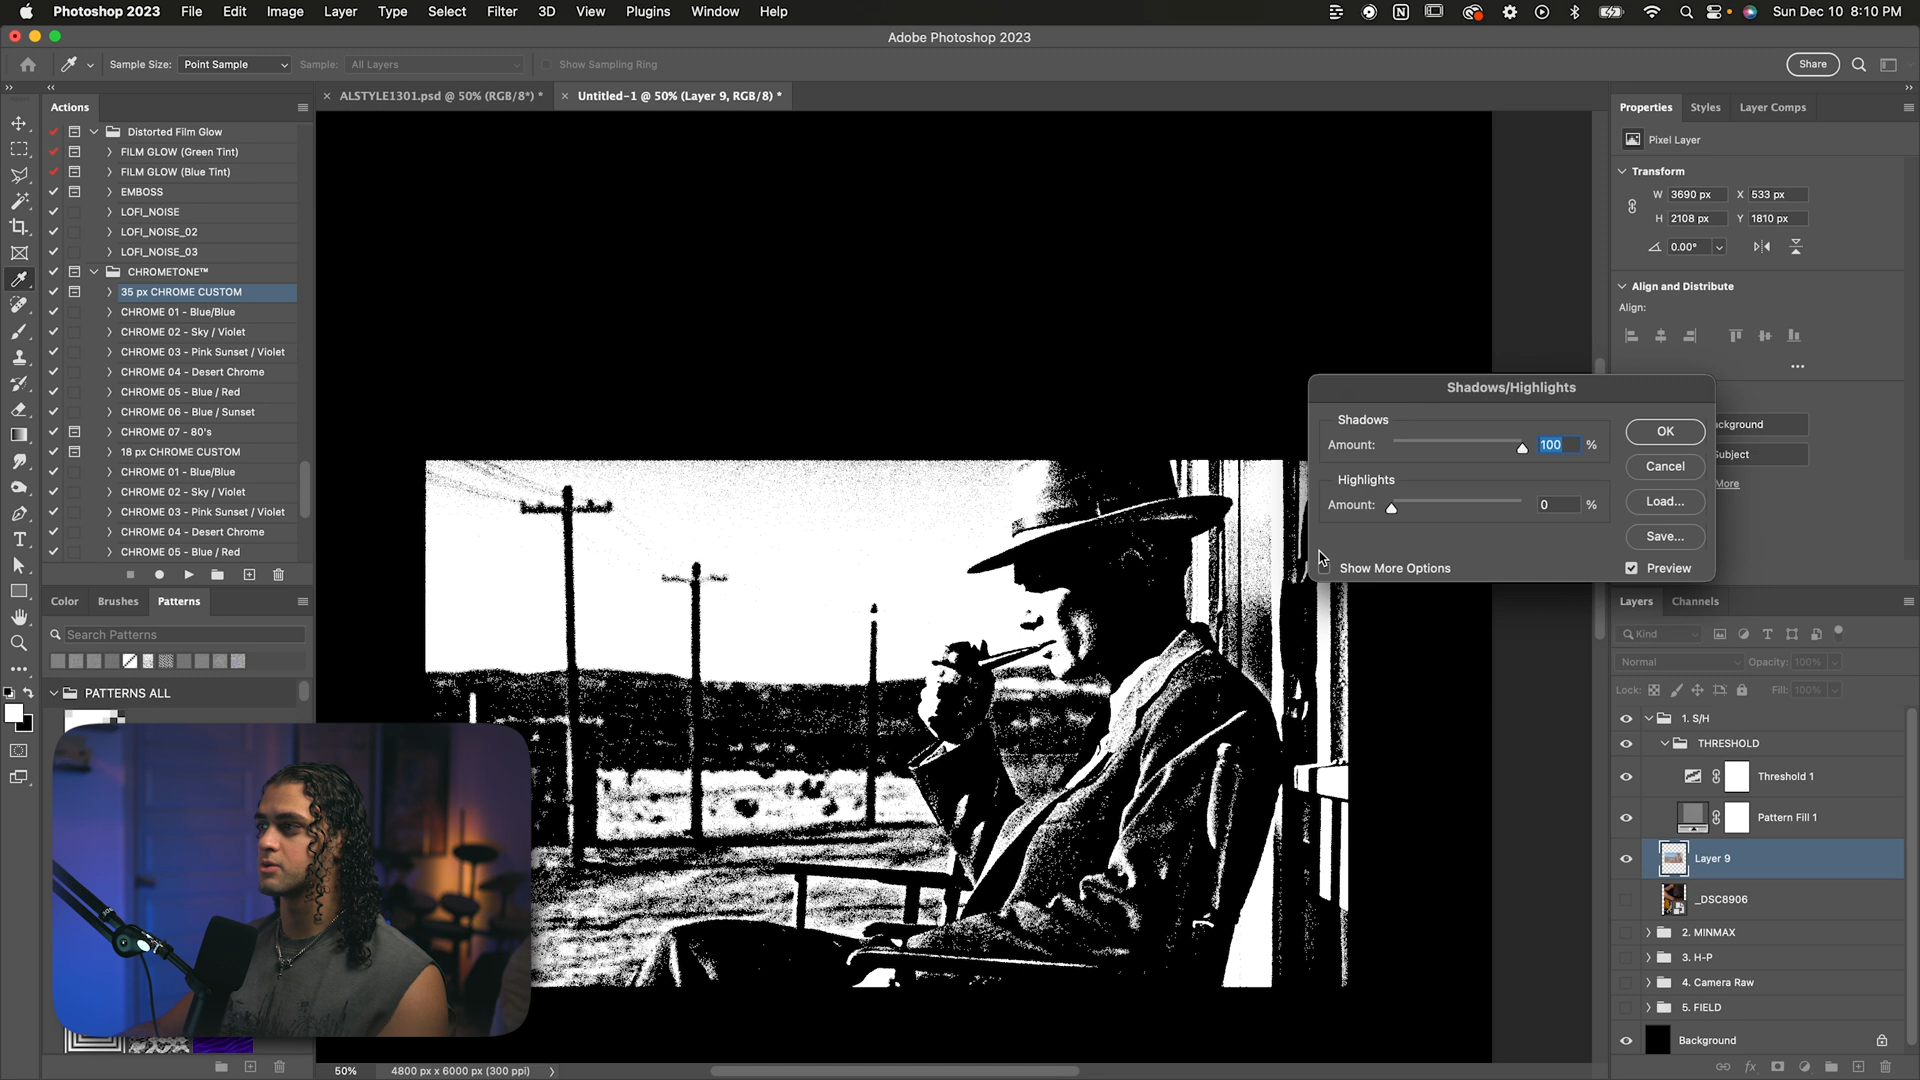 Photoshop 2023 File Edit Image Layer Type Select Filter 3D View Plugins Window Help Sun Dec 10 8:10 PM
Adobe Photoshop 2023
Sample Size: Point Sample Sample: All Layers Show Sampling Ring Share
Actions
ALSTYLE1301.psd @ 50% (RGB/8*) *
Untitled-1 @ 50% (Layer 9, RGB/8) *
Distorted Film Glow
FILM GLOW (Green Tint)
FILM GLOW (Blue Tint)
EMBOSS
LOFI_NOISE
LOFI_NOISE_02
LOFI_NOISE_03
CHROMETONE™
35 px CHROME CUSTOM
CHROME 01 - Blue/Blue
CHROME 02 - Sky / Violet
CHROME 03 - Pink Sunset / Violet
CHROME 04 - Desert Chrome
CHROME 05 - Blue / Red
CHROME 06 - Blue / Sunset
CHROME 07 - 80's
18 px CHROME CUSTOM
CHROME 01 - Blue/Blue
CHROME 02 - Sky / Violet
CHROME 03 - Pink Sunset / Violet
CHROME 04 - Desert Chrome
CHROME 05 - Blue / Red
Color Brushes Patterns
Search Patterns
PATTERNS ALL
50% 4800 px x 6000 px (300 ppi)
Shadows/Highlights
Shadows
Amount: 100 %
Highlights
Amount: 0 %
Show More Options
OK
Cancel
Load...
Save...
Preview
Properties Styles Layer Comps
Pixel Layer
Transform
W 3690 px X 533 px
H 2108 px Y 1810 px
0.00°
Align and Distribute
Align:
ckground
Subject
More
Layers Channels
Kind
Normal Opacity: 100%
Lock: Fill: 100%
1. S/H
THRESHOLD
Threshold 1
Pattern Fill 1
Layer 9
_DSC8906
2. MINMAX
3. H-P
4. Camera Raw
5. FIELD
Background